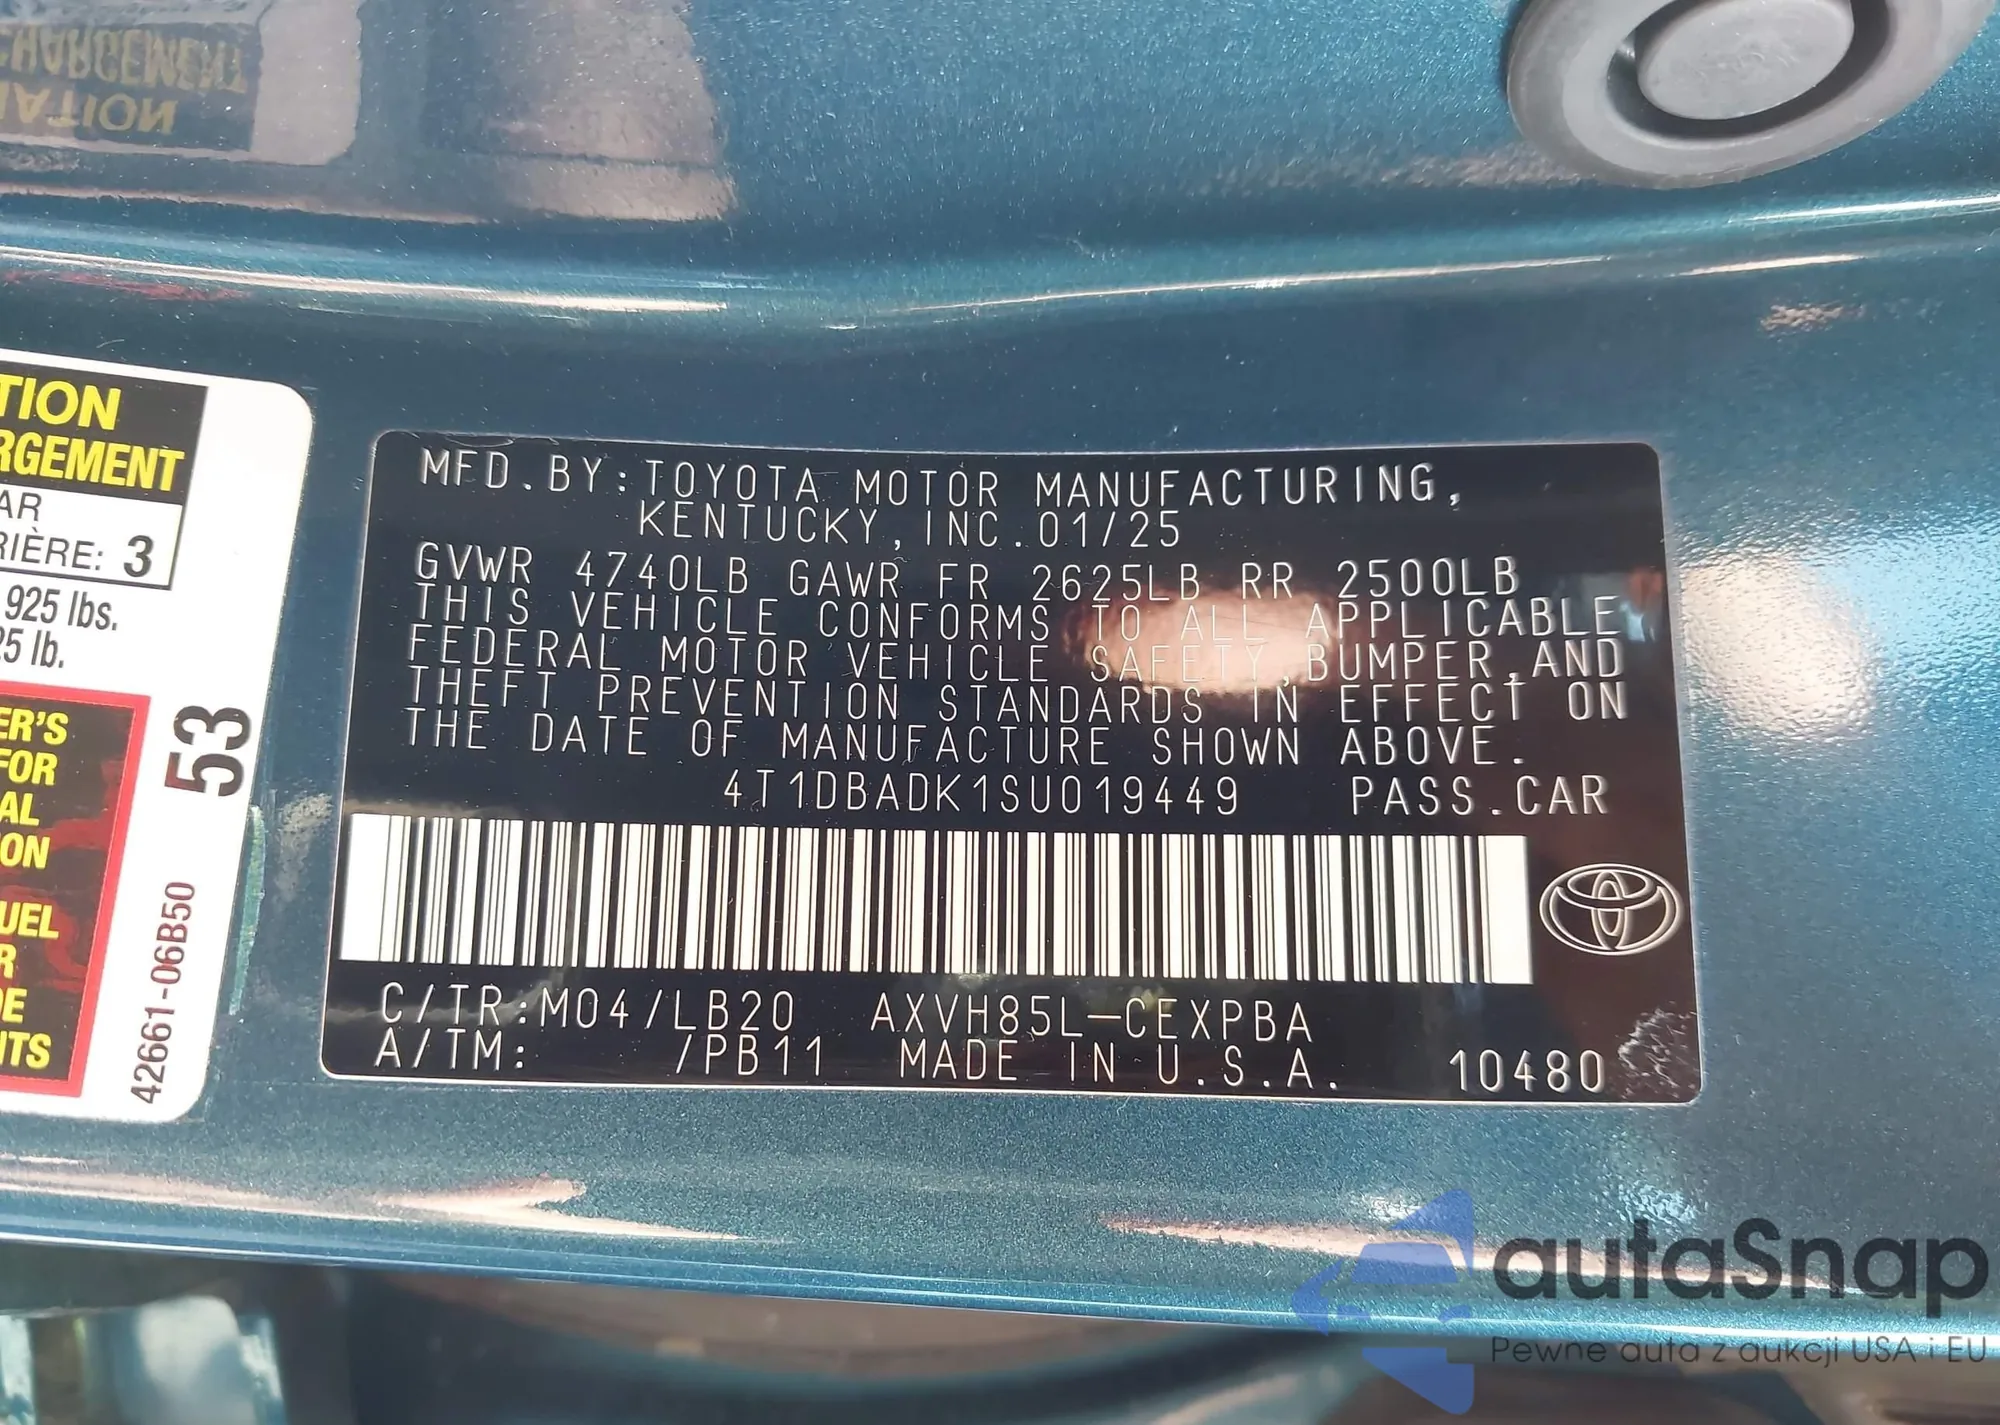 TION
RGEMENT
AR
RIÈRE: 3
925 lbs.
25 lb.
ER'S
FOR
AL
ON
UEL
R
DE
NTS
53
42661-06B50
MFD.BY:TOYOTA MOTOR MANUFACTURING,
KENTUCKY,INC.01/25
GVWR 4740LB GAWR FR 2625LB RR 2500LB
THIS VEHICLE CONFORMS TO ALL APPLICABLE
FEDERAL MOTOR VEHICLE SAFETY,BUMPER,AND
THEFT PREVENTION STANDARDS IN EFFECT ON
THE DATE OF MANUFACTURE SHOWN ABOVE.
4T1DBADK1SU019449 PASS.CAR
C/TR:M04/LB20 AXVH85L-CEXPBA
A/TM: /PB11 MADE IN U.S.A. 10480
autaSnap
Pewne auta z aukcji USA i EU